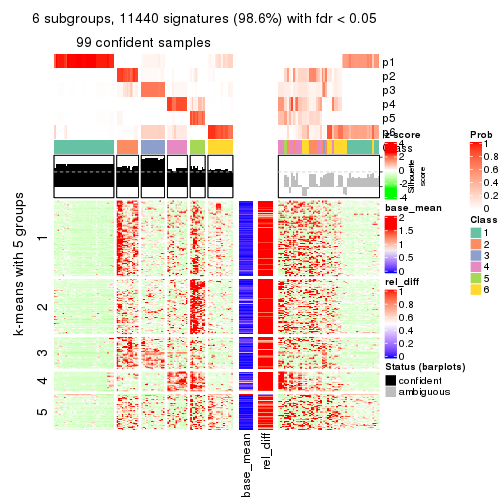 6 subgroups, 11440 signatures (98.6%) with fdr < 0.05
99 confident samples
p1
p2
p3
p4
p5
p6
Class
Silhouette
score
z-score
4
2
0
-2
-4
Prob
1
0.8
0.6
0.4
0.2
0
base_mean
2
1.5
1
0.5
0
Class
1
2
3
4
5
6
rel_diff
1
0.8
0.6
0.4
0.2
0
Status (barplots)
confident
ambiguous
k-means with 5 groups
1
2
3
4
5
base_mean
rel_diff